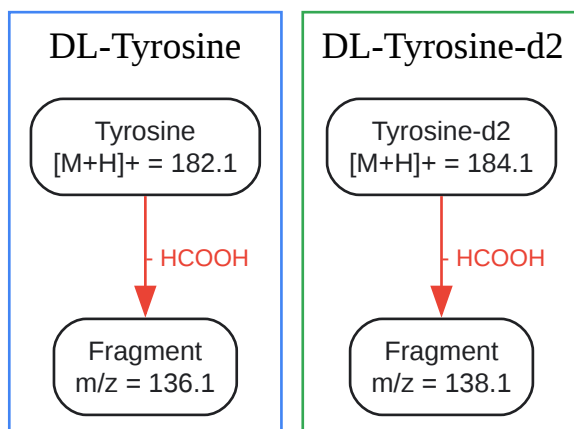 DL-Tyrosine
Tyrosine
[M+H]+ = 182.1
- HCOOH
Fragment
m/z = 136.1
DL-Tyrosine-d2
Tyrosine-d2
[M+H]+ = 184.1
- HCOOH
Fragment
m/z = 138.1